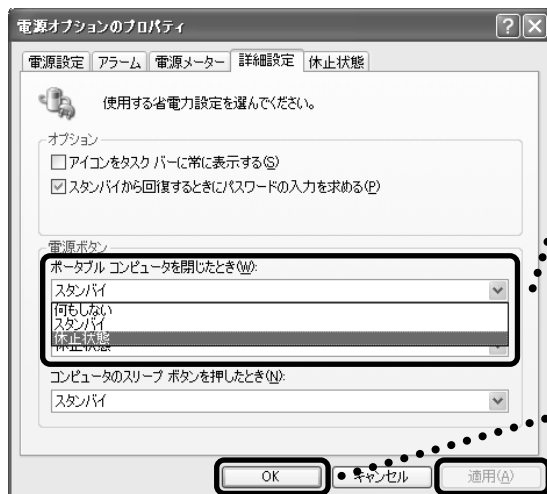 電源オプションのプロパティ
電源設定 アラーム 電源メーター 詳細設定 休止状態
使用する省電力設定を選んでください。
オプション
アイコンをタスク バーに常に表示する(S)
スタンバイから回復するときにパスワードの入力を求める(P)
電源ボタン
ポータブル コンピュータを閉じたとき(W):
スタンバイ
何もしない
スタンバイ
休止状態
休止状態
コンピュータのスリープ ボタンを押したとき(N):
スタンバイ
OK キャンセル 適用(A)